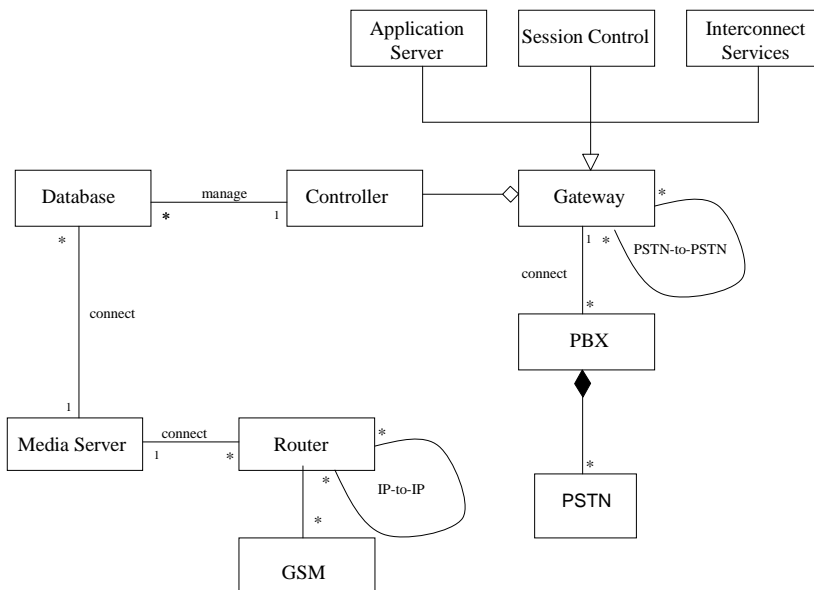 Application
Server
Session Control
Interconnect
Services
Database
manage
*
1
Controller
Gateway
*
*
1
*
PSTN-to-PSTN
connect
*
connect
*
PBX
1
Media Server
connect
1
*
Router
*
*
IP-to-IP
*
PSTN
*
GSM